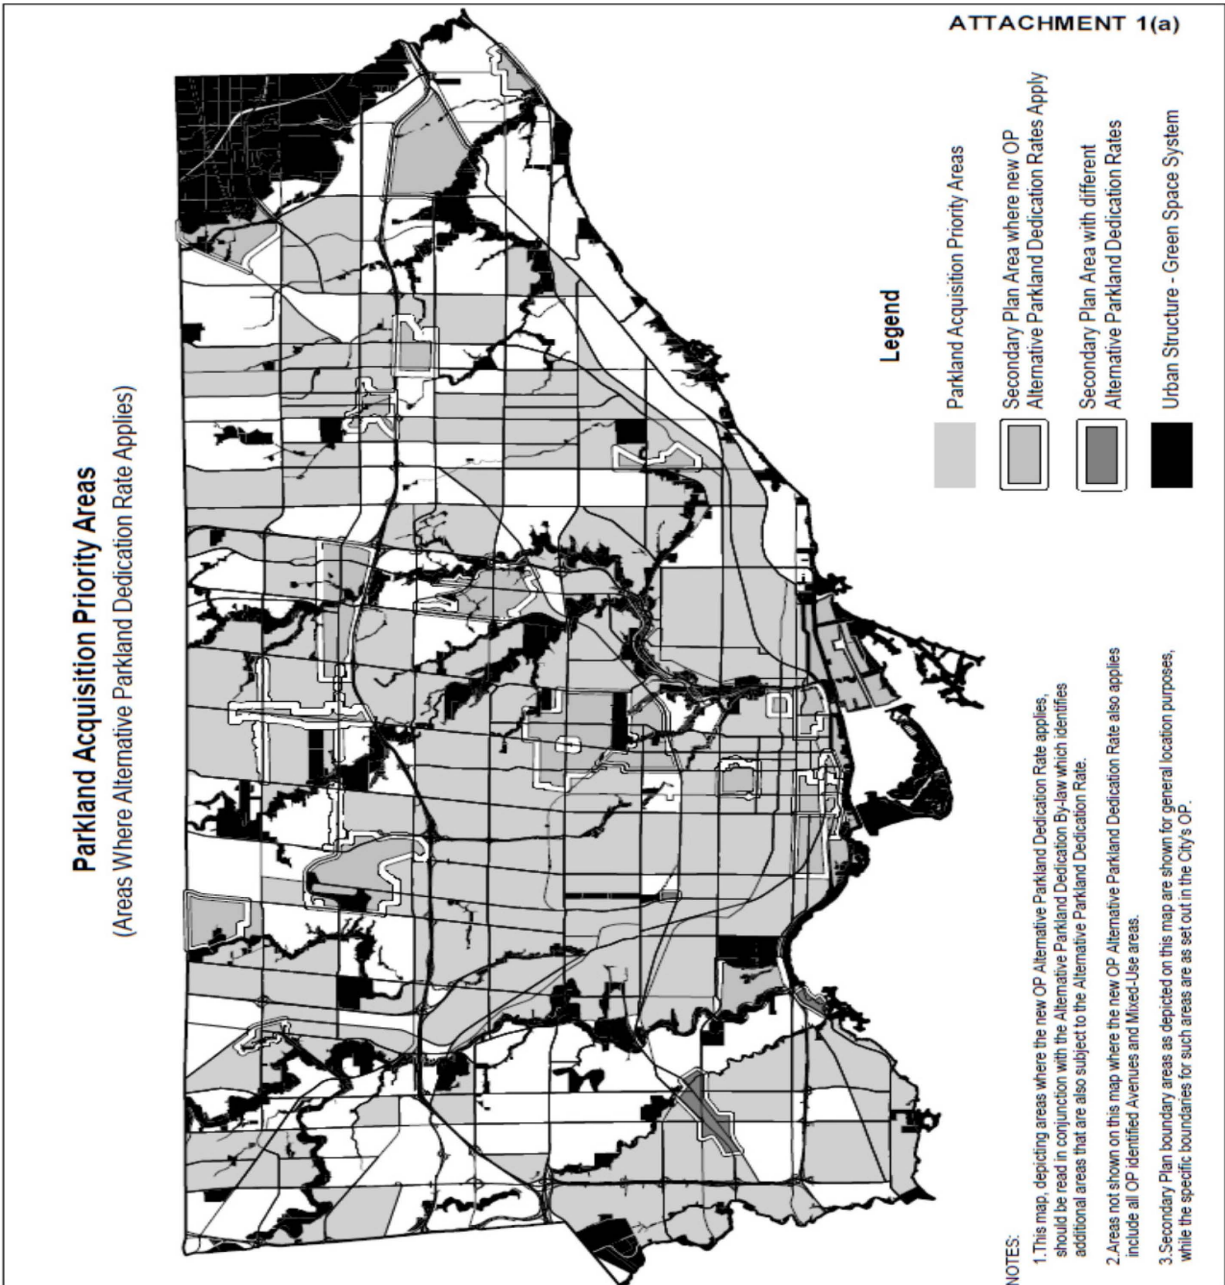 ATTACHMENT 1(a)
Parkland Acquisition Priority Areas
(Areas Where Alternative Parkland Dedication Rate Applies)
Legend
Parkland Acquisition Priority Areas
Secondary Plan Area where new OP
Alternative Parkland Dedication Rates Apply
Secondary Plan Area with different
Alternative Parkland Dedication Rates
Urban Structure - Green Space System
NOTES:
1.This map, depicting areas where the new OP Alternative Parkland Dedication Rate applies,
should be read in conjunction with the Alternative Parkland Dedication By-law which identifies
additional areas that are also subject to the Alternative Parkland Dedication Rate.
2.Areas not shown on this map where the new OP Alternative Parkland Dedication Rate also applies
include all OP identified Avenues and Mixed-Use areas.
3.Secondary Plan boundary areas as depicted on this map are shown for general location purposes,
while the specific boundaries for such areas are as set out in the City's OP.